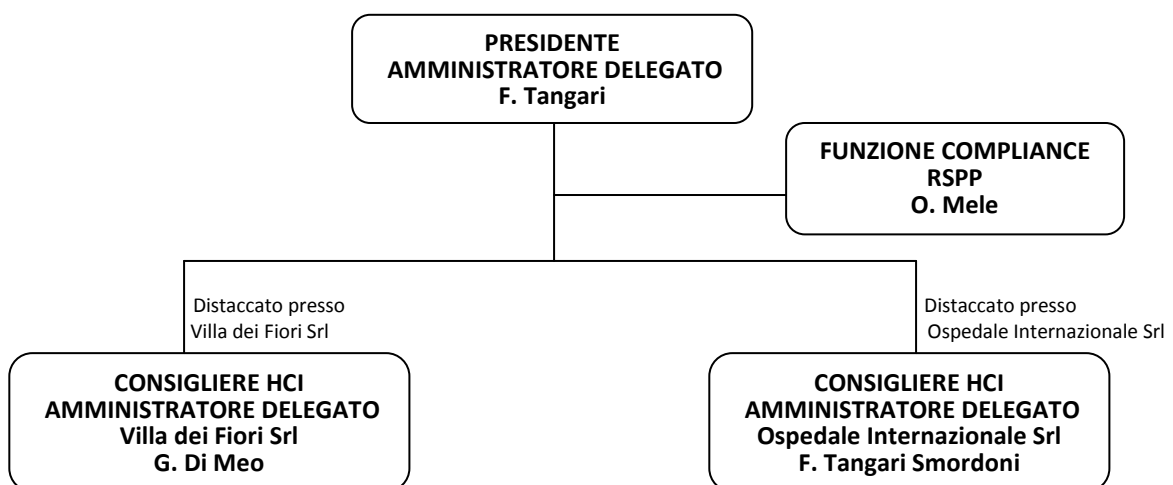 PRESIDENTE
AMMINISTRATORE DELEGATO
F. Tangari
FUNZIONE COMPLIANCE
RSPP
O. Mele
Distaccato presso
Villa dei Fiori Srl
Distaccato presso
Ospedale Internazionale Srl
CONSIGLIERE HCI
AMMINISTRATORE DELEGATO
Villa dei Fiori Srl
G. Di Meo
CONSIGLIERE HCI
AMMINISTRATORE DELEGATO
Ospedale Internazionale Srl
F. Tangari Smordoni